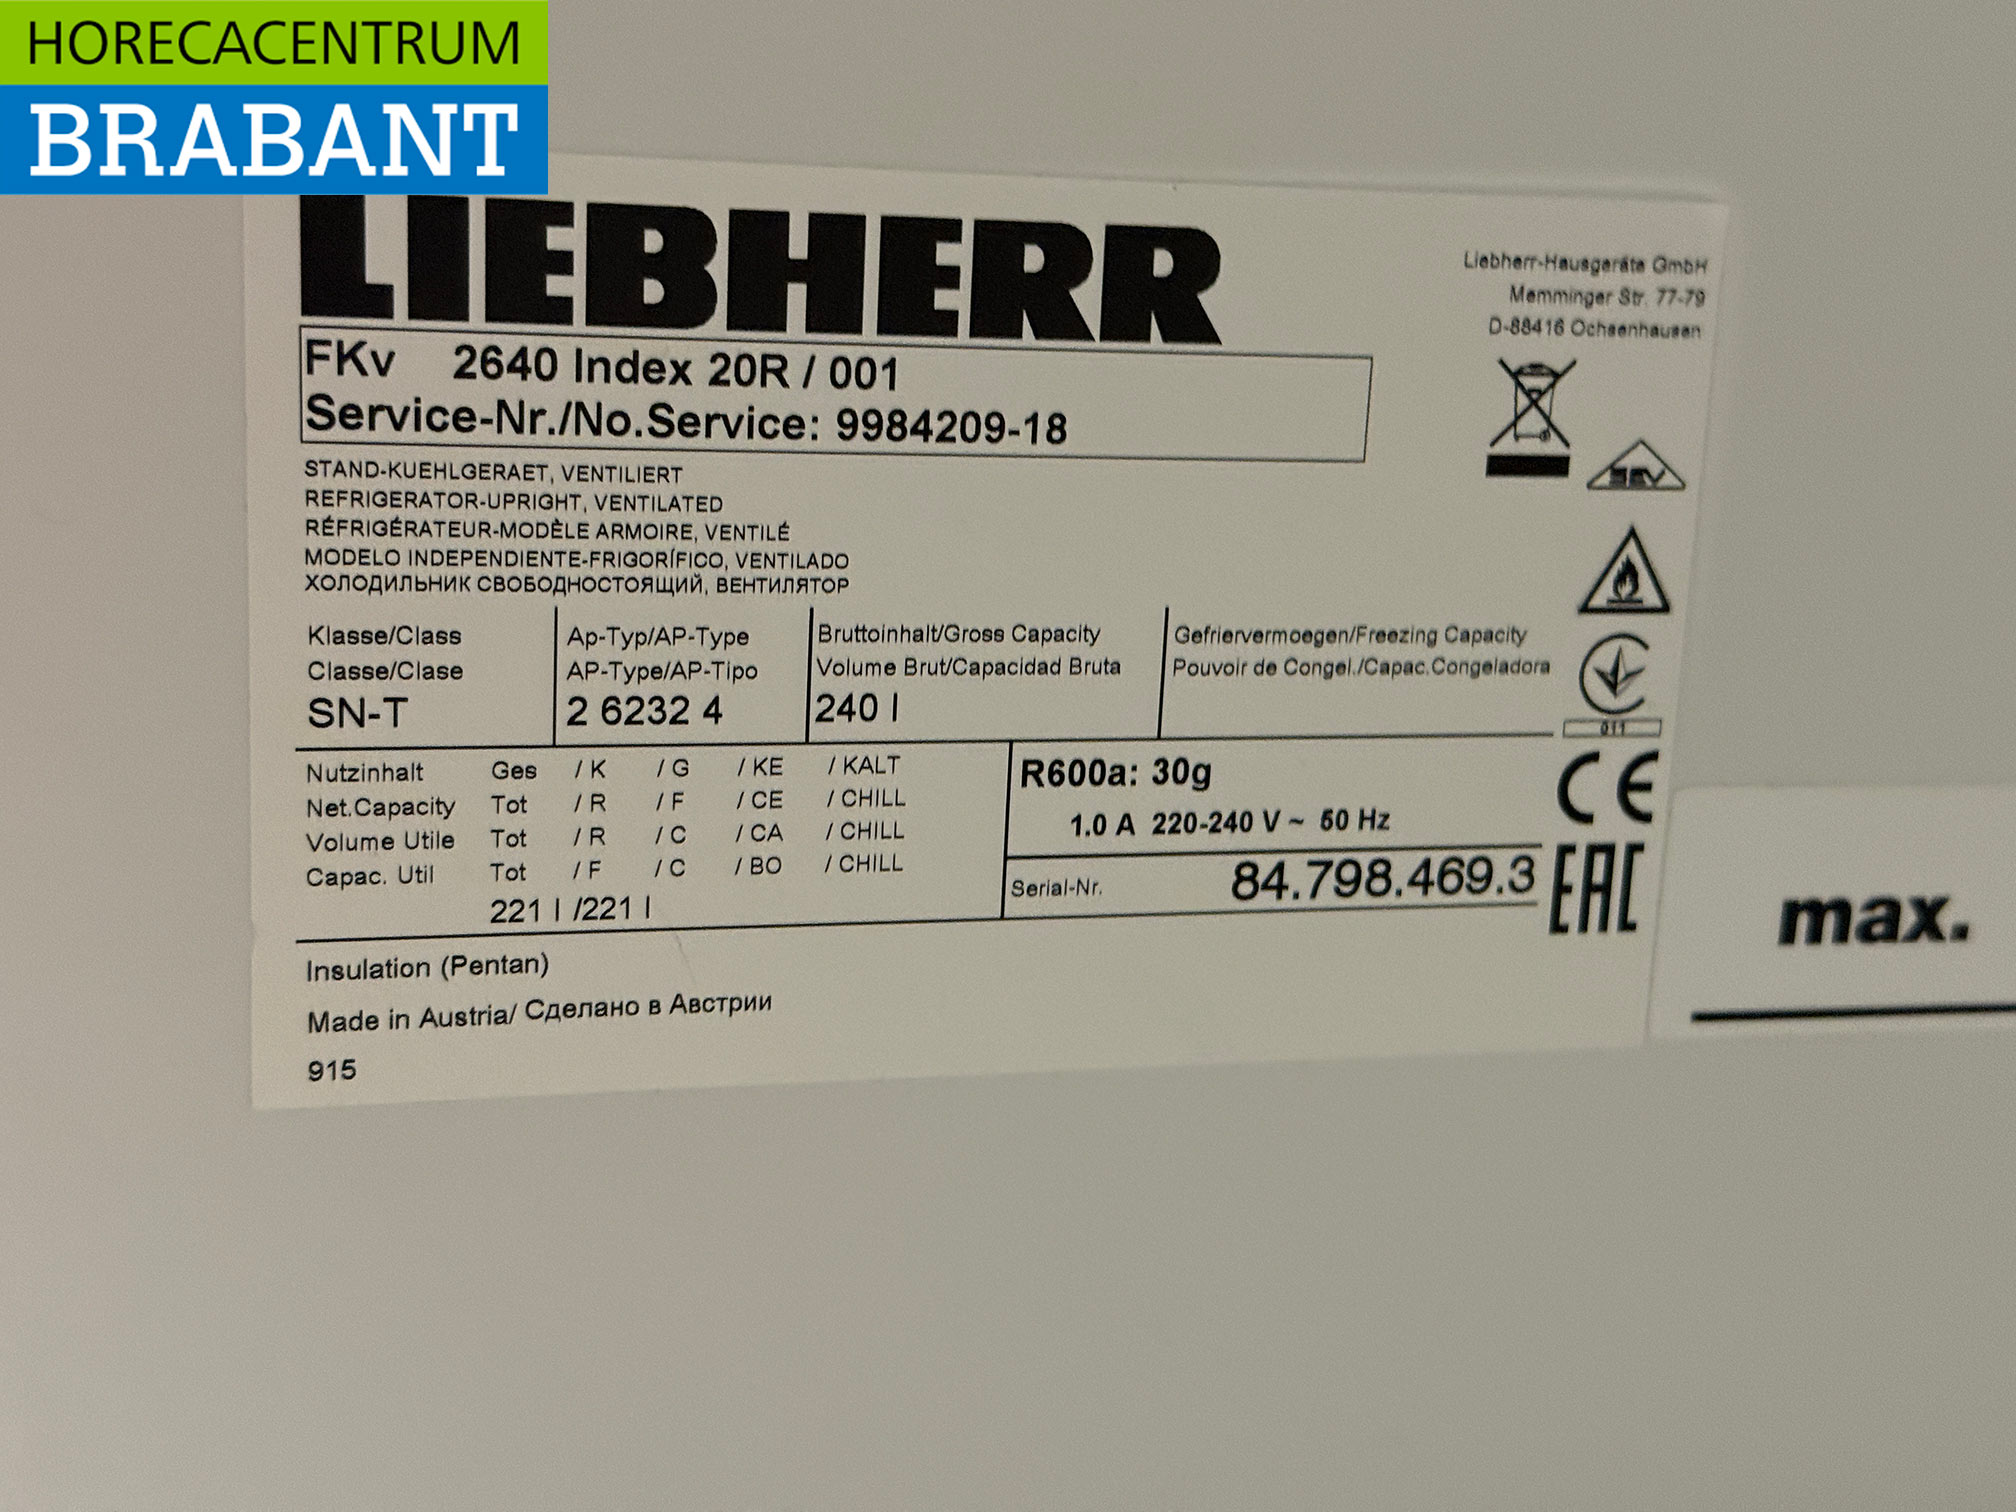 HORECACENTRUM
BRABANT
LIEBHERR
Liebherr-Hausgeräte GmbH
Memminger Str. 77-79
D-88416 Ochsenhausen
FKv 2640 Index 20R / 001
Service-Nr./No.Service: 9984209-18
STAND-KUEHLGERAET, VENTILIERT
REFRIGERATOR-UPRIGHT, VENTILATED
RÉFRIGÉRATEUR-MODÈLE ARMOIRE, VENTILÉ
MODELO INDEPENDIENTE-FRIGORÍFICO, VENTILADO
ХОЛОДИЛЬНИК СВОБОДНОСТОЯЩИЙ, ВЕНТИЛЯТОР
SEV
Klasse/Class
Classe/Clase
SN-T
Ap-Typ/AP-Type
AP-Type/AP-Tipo
2 6232 4
Bruttoinhalt/Gross Capacity
Volume Brut/Capacidad Bruta
240 l
Gefriervermoegen/Freezing Capacity
Pouvoir de Congel./Capac.Congeladora
011
Nutzinhalt Ges / K / G / KE / KALT
Net.Capacity Tot / R / F / CE / CHILL
Volume Utile Tot / R / C / CA / CHILL
Capac. Util Tot / F / C / BO / CHILL
221 l /221 l
R600a: 30g
1.0 A 220-240 V ~ 50 Hz
Serial-Nr. 84.798.469.3
CE
EAC
Insulation (Pentan)
Made in Austria/ Сделано в Австрии
915
max.